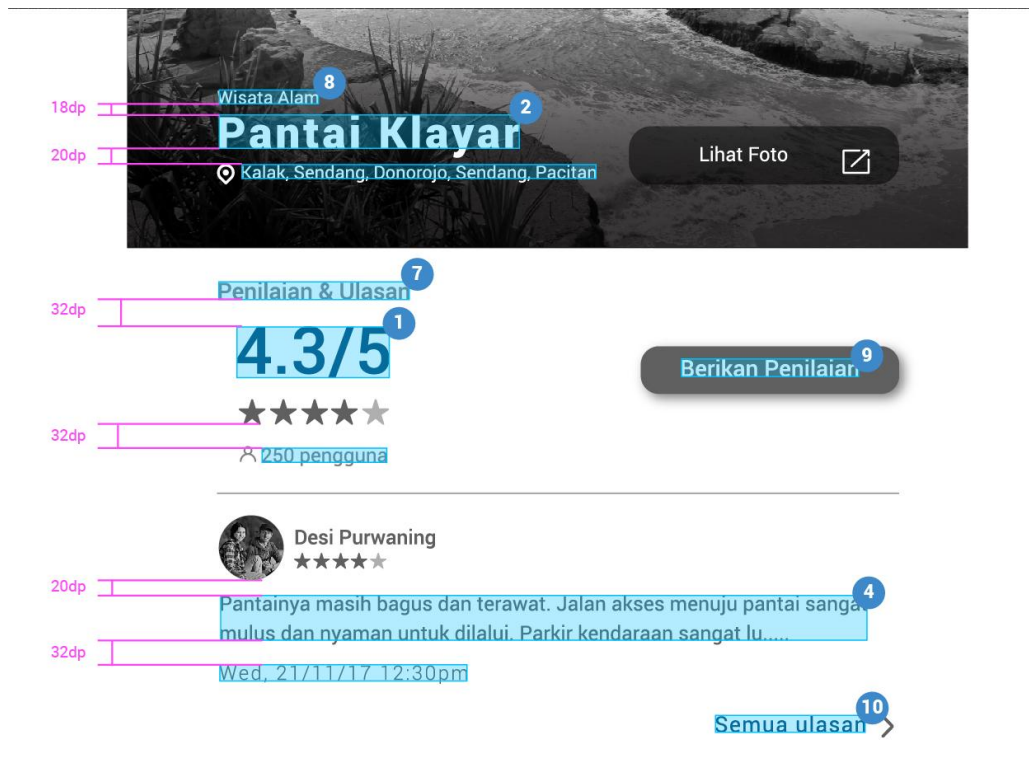 8
Wisata Alam
18dp
2
Pantai Klayar
20dp
Lihat Foto
Kalak, Sendang, Donorojo, Sendang, Pacitan
7
Penilaian & Ulasan
32dp
1
4.3/5
9
Berikan Penilaian
32dp
250 pengguna
Desi Purwaning
20dp
4
Pantainya masih bagus dan terawat. Jalan akses menuju pantai sangat
mulus dan nyaman untuk dilalui. Parkir kendaraan sangat lu.....
32dp
Wed, 21/11/17 12:30pm
10
Semua ulasan